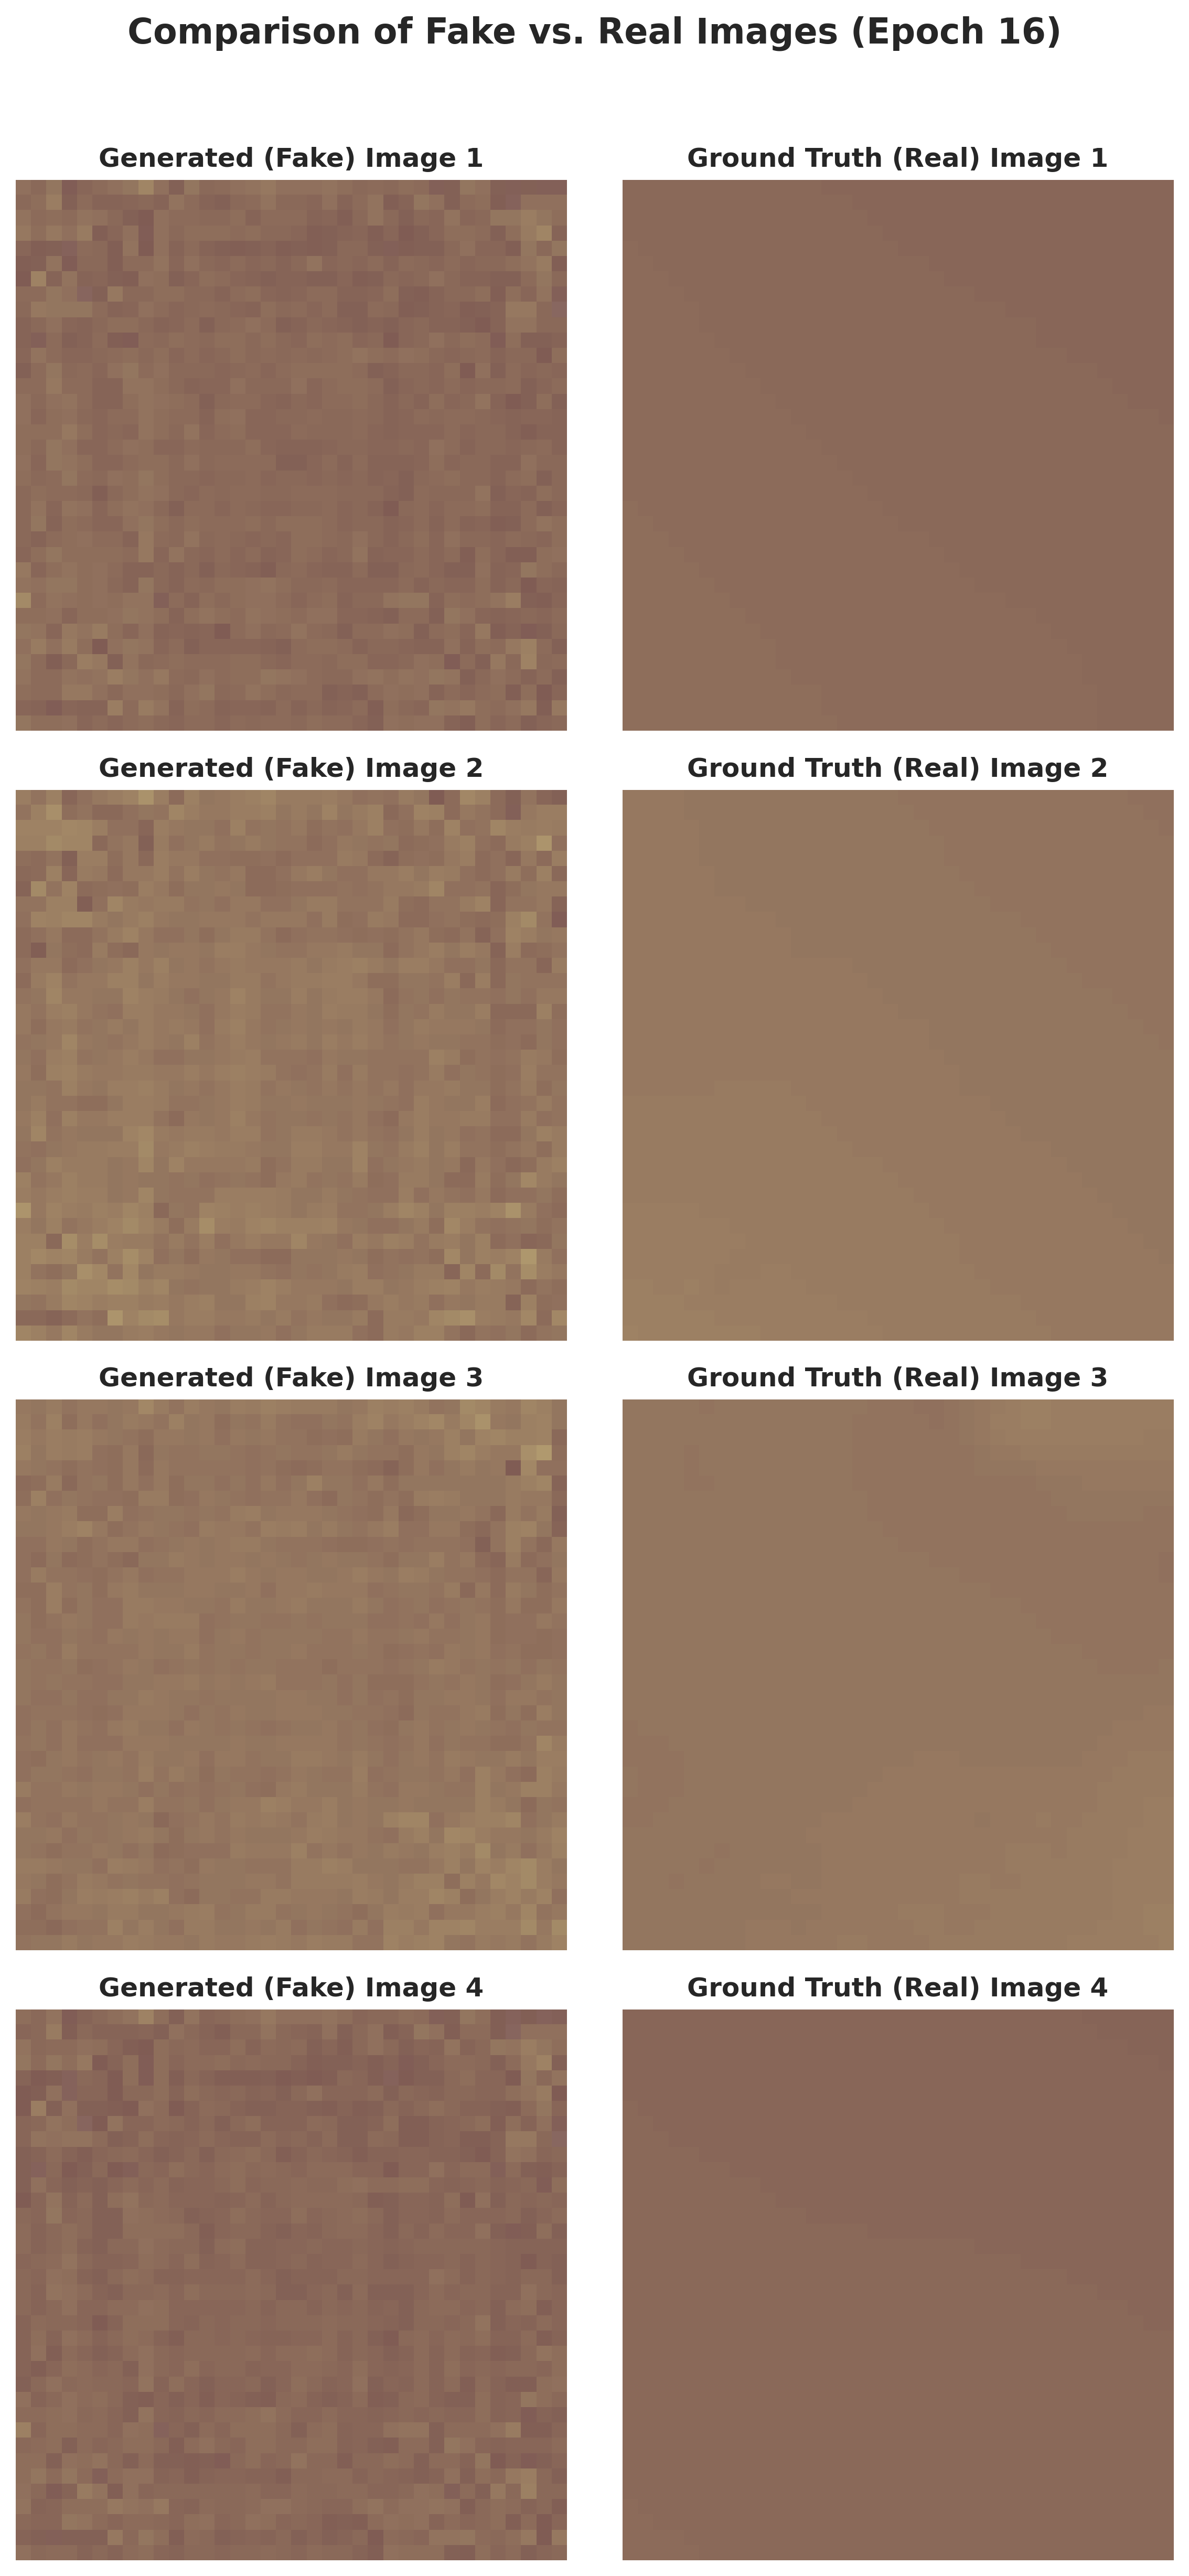 Comparison of Fake vs. Real Images (Epoch 16)
Generated (Fake) Image 1
Ground Truth (Real) Image 1
Generated (Fake) Image 2
Ground Truth (Real) Image 2
Generated (Fake) Image 3
Ground Truth (Real) Image 3
Generated (Fake) Image 4
Ground Truth (Real) Image 4